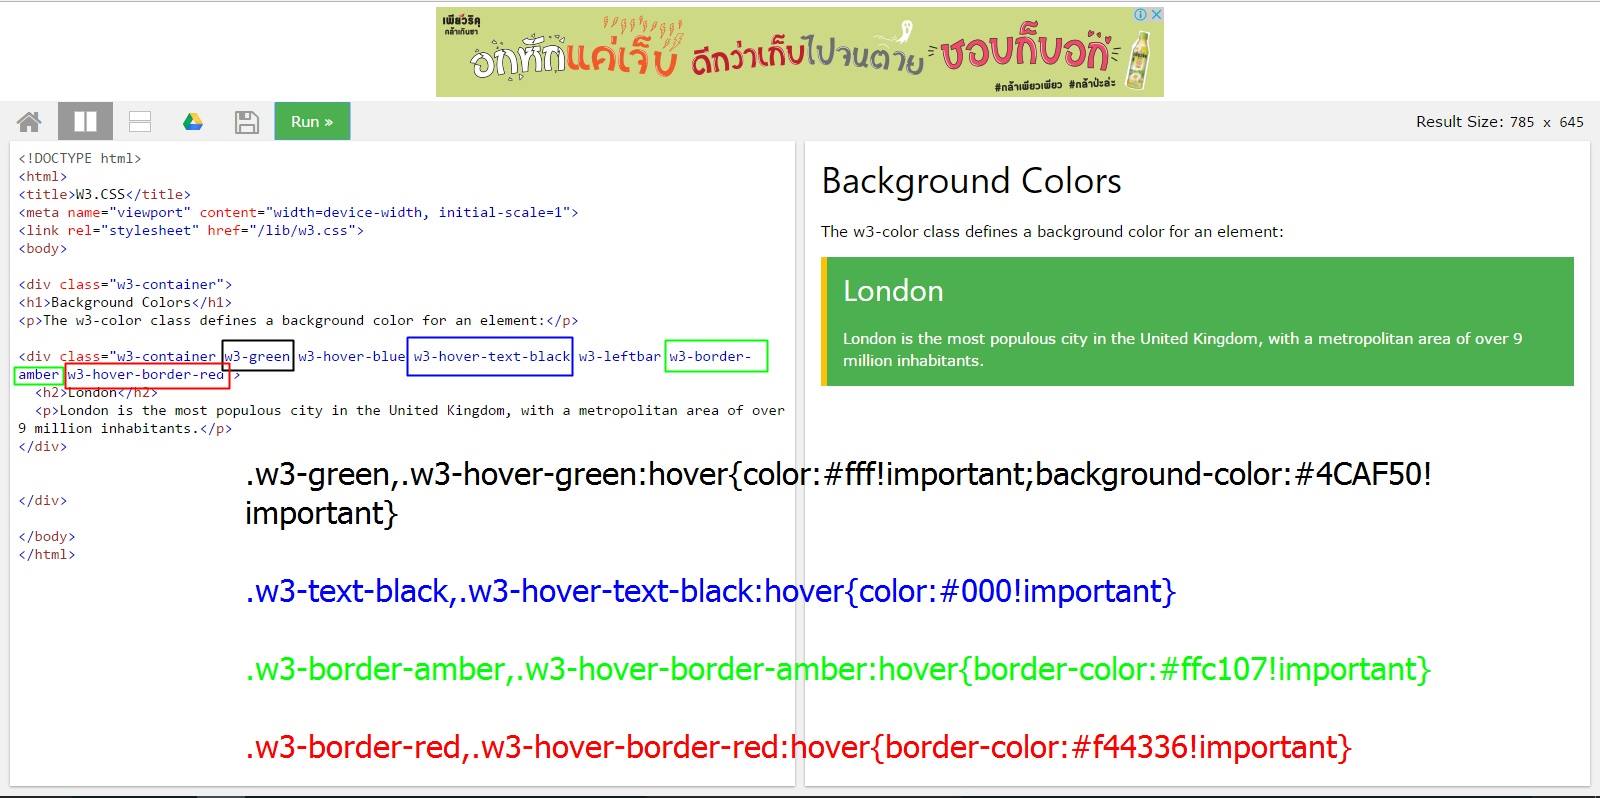 เพียวริคุ
กล้าเก็บชา
อกหักแค่เจ็บ ดีกว่าเก็บไปจนตาย ชอบก็บอก
#กล้าเพียวเพียว #กล้าป่ะล่ะ
Run »
Result Size: 785 x 645
<!DOCTYPE html>
<html>
<title>W3.CSS</title>
<meta name="viewport" content="width=device-width, initial-scale=1">
<link rel="stylesheet" href="/lib/w3.css">
<body>
<div class="w3-container">
<h1>Background Colors</h1>
<p>The w3-color class defines a background color for an element:</p>
<div class="w3-container w3-green w3-hover-blue w3-hover-text-black w3-leftbar w3-border-
amber w3-hover-border-red">
<h2>London</h2>
<p>London is the most populous city in the United Kingdom, with a metropolitan area of over
9 million inhabitants.</p>
</div>
</div>
</body>
</html>
Background Colors
The w3-color class defines a background color for an element:
London
London is the most populous city in the United Kingdom, with a metropolitan area of over 9
million inhabitants.
.w3-green,.w3-hover-green:hover{color:#fff!important;background-color:#4CAF50!
important}
.w3-text-black,.w3-hover-text-black:hover{color:#000!important}
.w3-border-amber,.w3-hover-border-amber:hover{border-color:#ffc107!important}
.w3-border-red,.w3-hover-border-red:hover{border-color:#f44336!important}